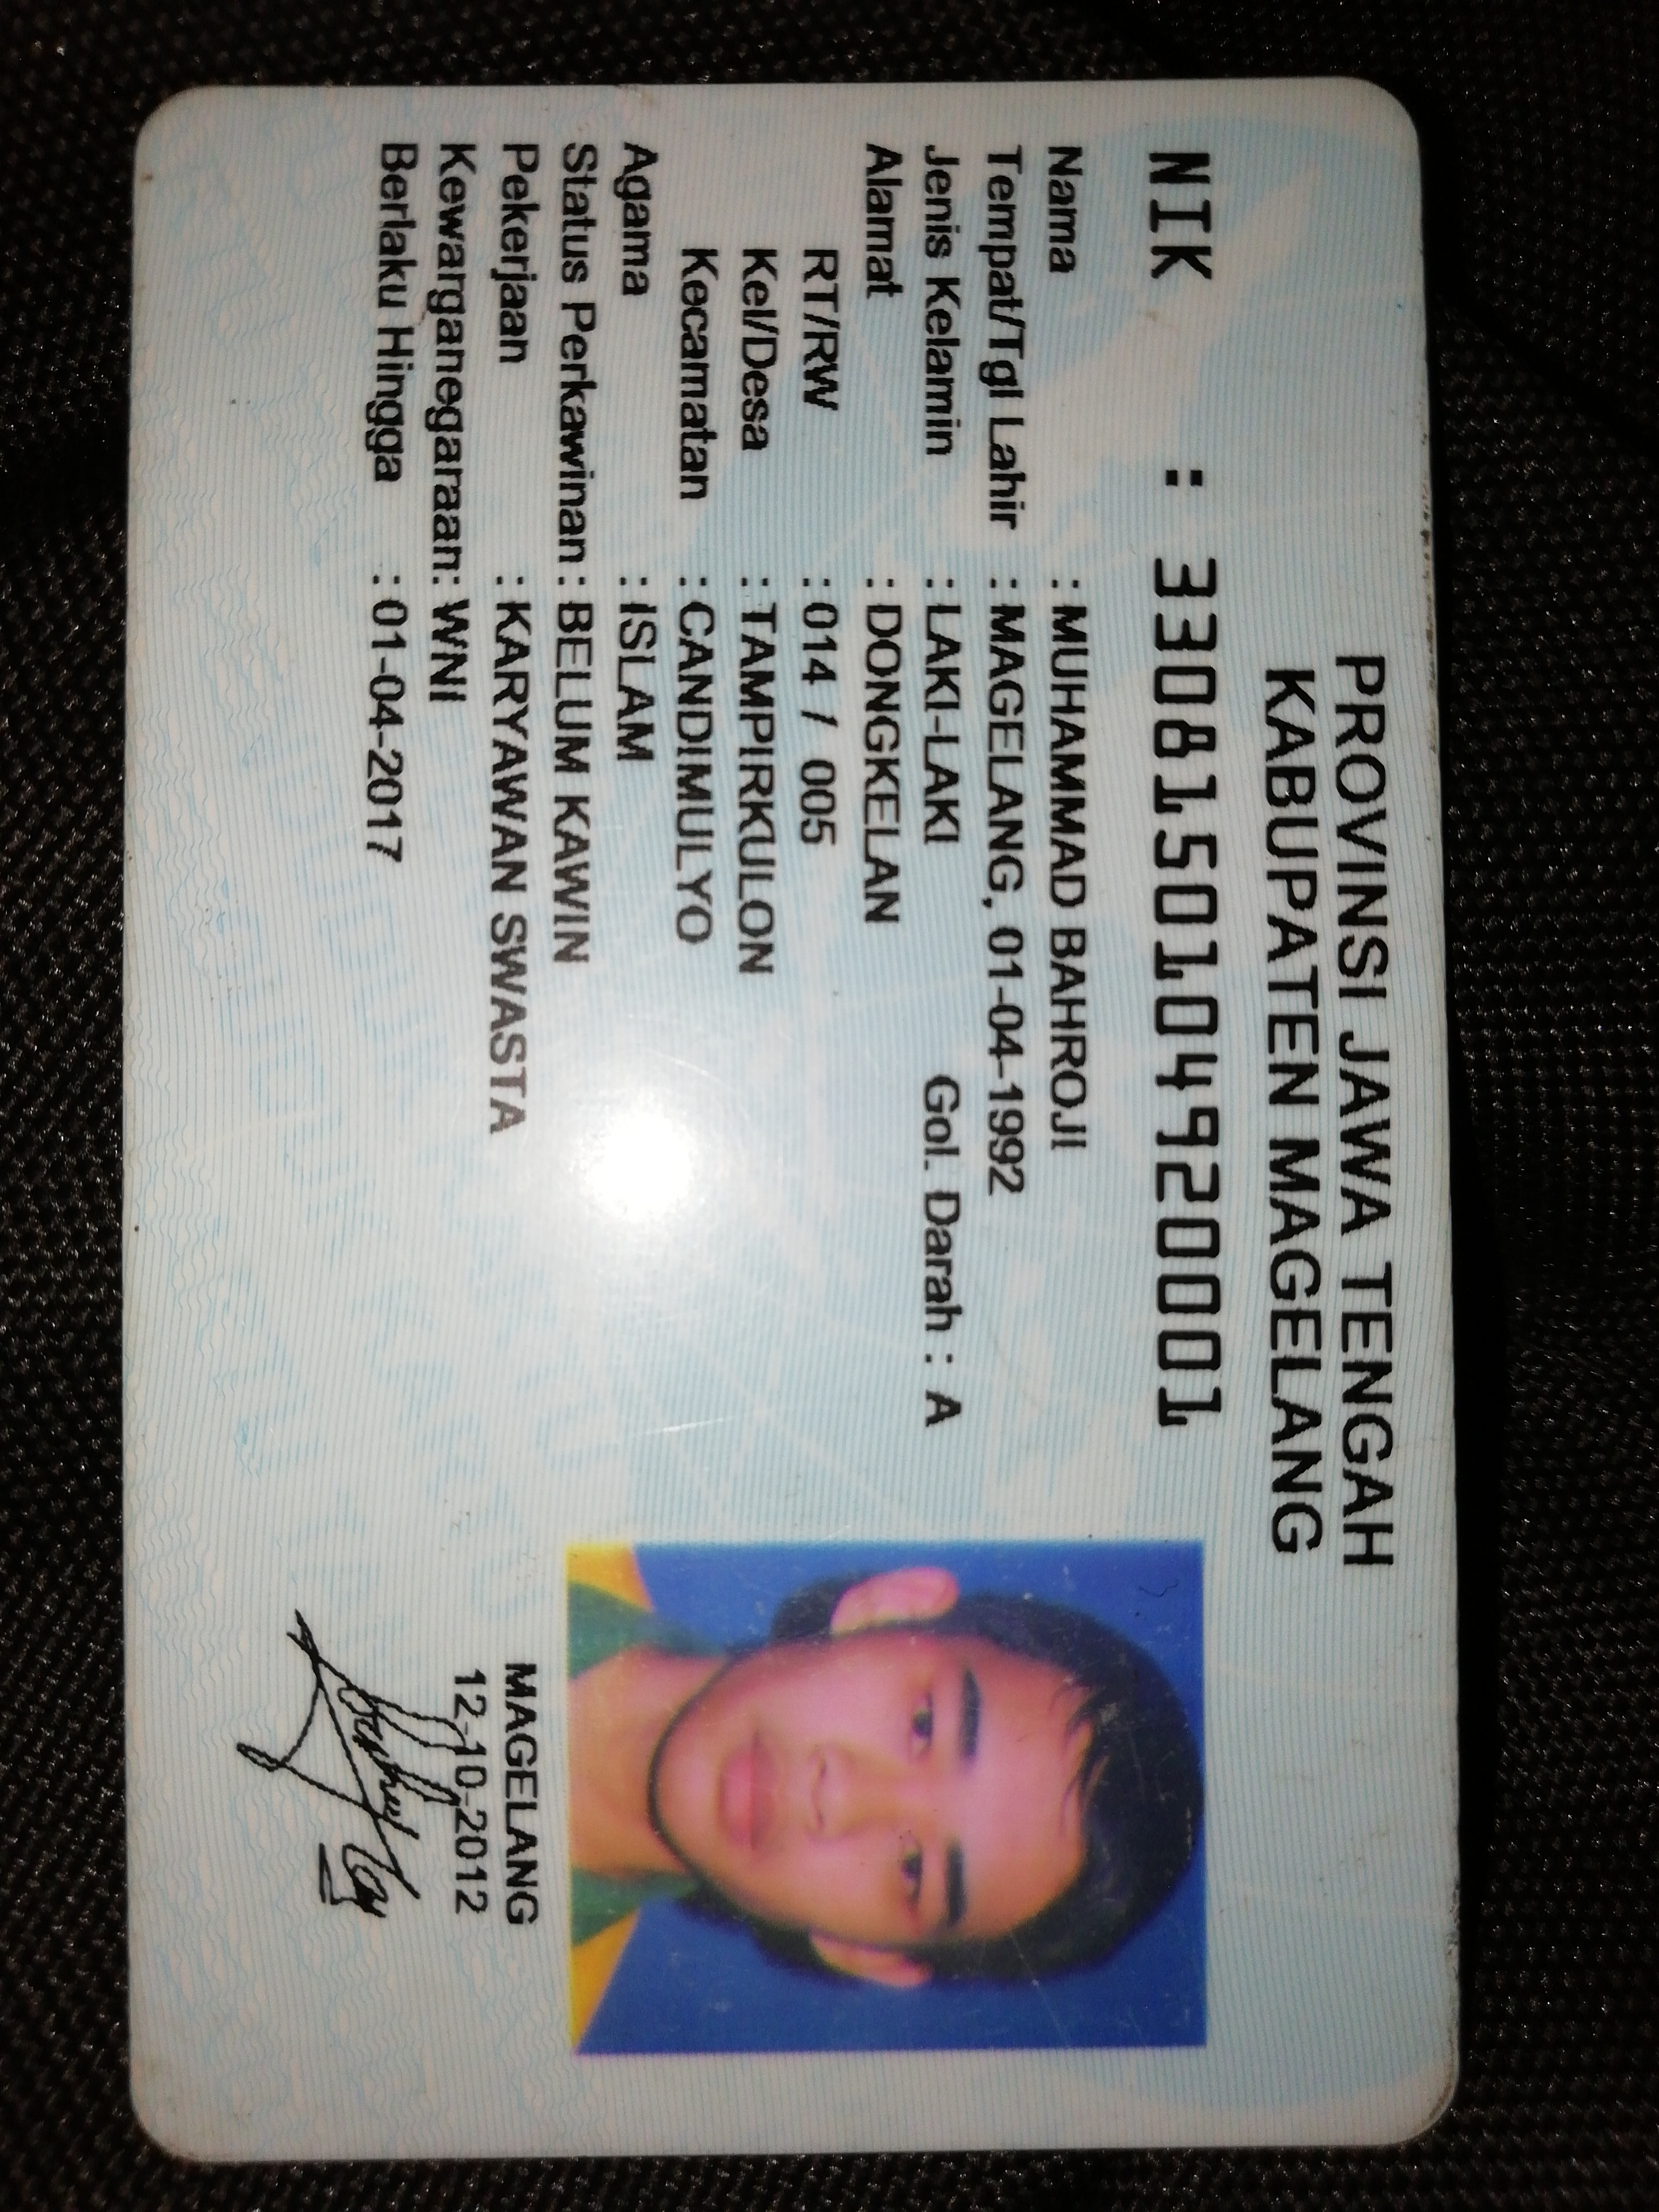 PROVINSI JAWA TENGAH
KABUPATEN MAGELANG
NIK : 3308150104920001
Nama : MUHAMMAD BAHROJI
Tempat/Tgl Lahir : MAGELANG, 01-04-1992
Jenis Kelamin : LAKI-LAKI Gol. Darah : A
Alamat : DONGKELAN
RT/RW : 014 / 005
Kel/Desa : TAMPIRKULON
Kecamatan : CANDIMULYO
Agama : ISLAM
Status Perkawinan : BELUM KAWIN
Pekerjaan : KARYAWAN SWASTA
Kewarganegaraan: WNI
Berlaku Hingga : 01-04-2017
MAGELANG
12-10-2012